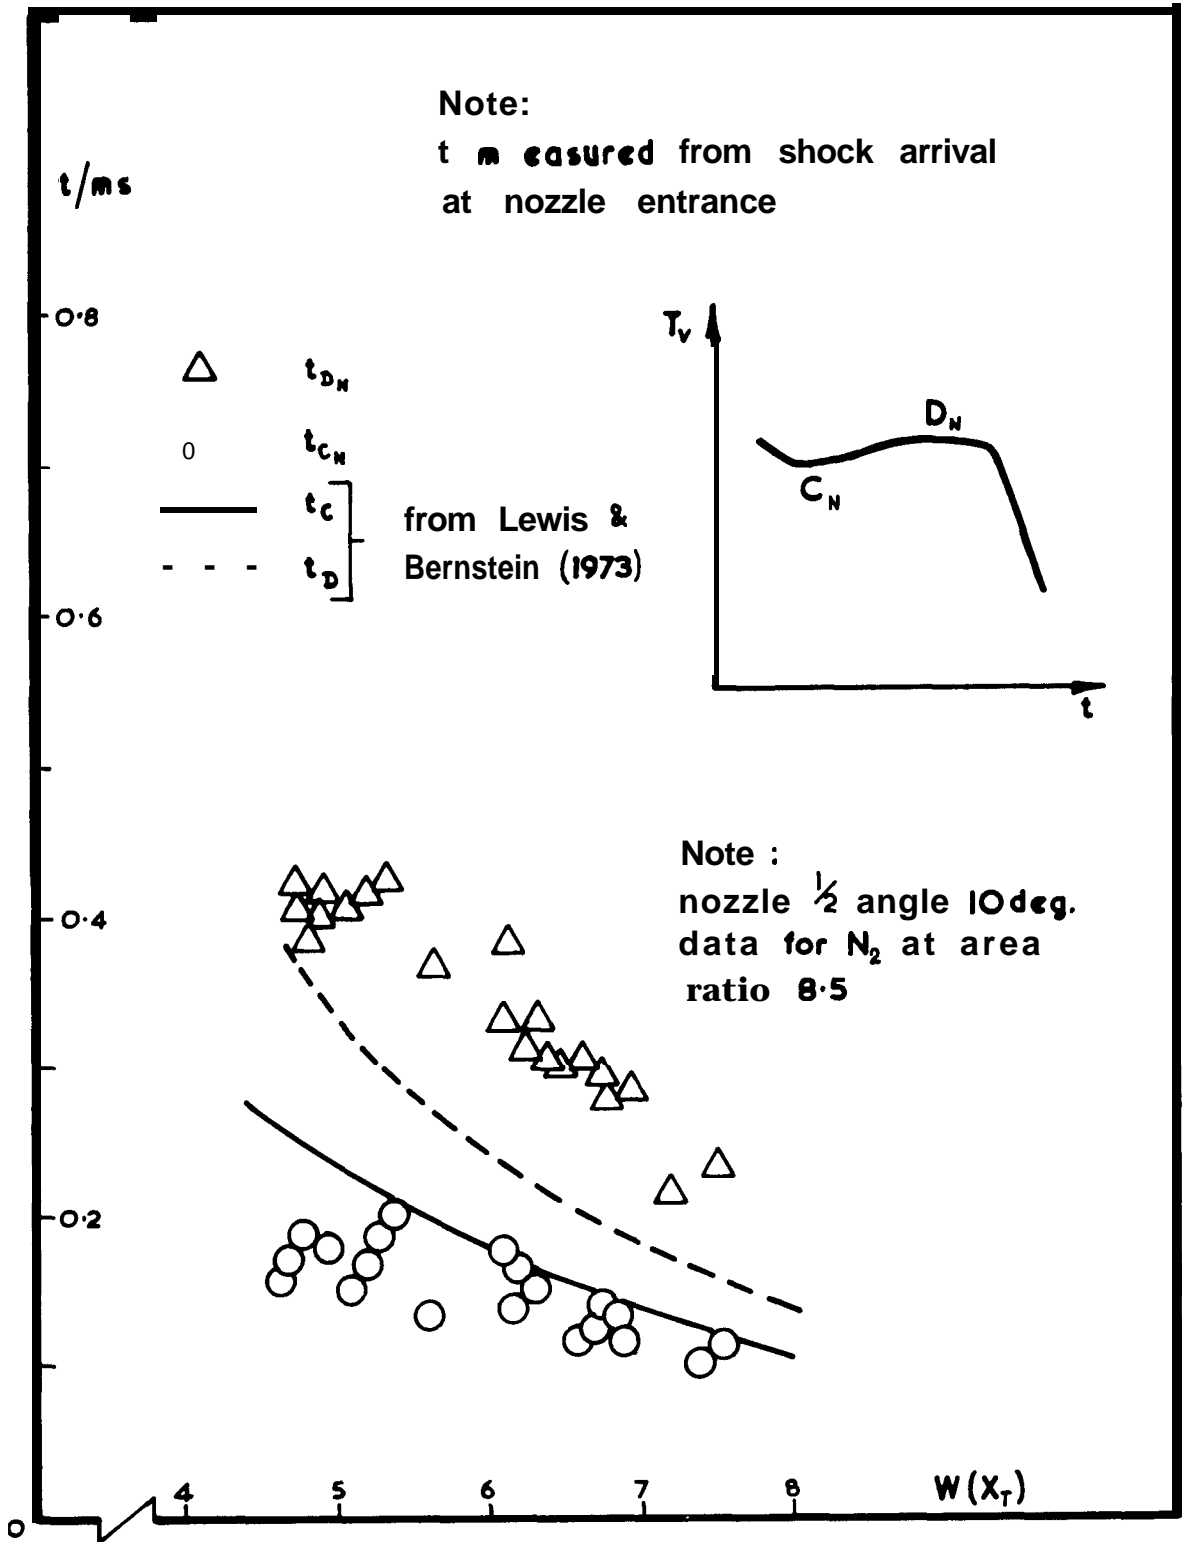 Note:
t measured from shock arrival
at nozzle entrance
t/ms
0·8
T_v
△ t_{D_N}
D_N
0 t_{C_N}
C_N
t_C
from Lewis &
t_D
Bernstein (1973)
0·6
t
Note :
nozzle ½ angle 10deg.
0·4
data for N₂ at area
ratio 8·5
0·2
4 5 6 7 8 W(X_T)
0